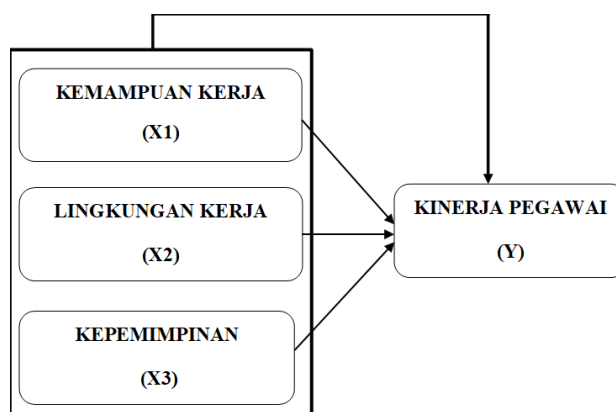 KEMAMPUAN KERJA
(X1)
LINGKUNGAN KERJA
(X2)
KEPEMIMPINAN
(X3)
KINERJA PEGAWAI
(Y)